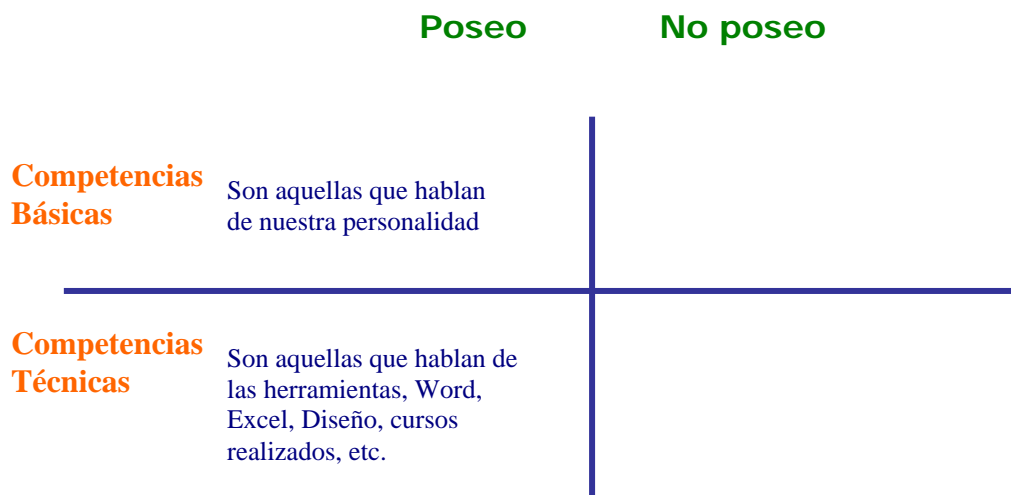 Poseo No poseo
Competencias
Básicas
Son aquellas que hablan
de nuestra personalidad
Competencias
Técnicas
Son aquellas que hablan de
las herramientas, Word,
Excel, Diseño, cursos
realizados, etc.